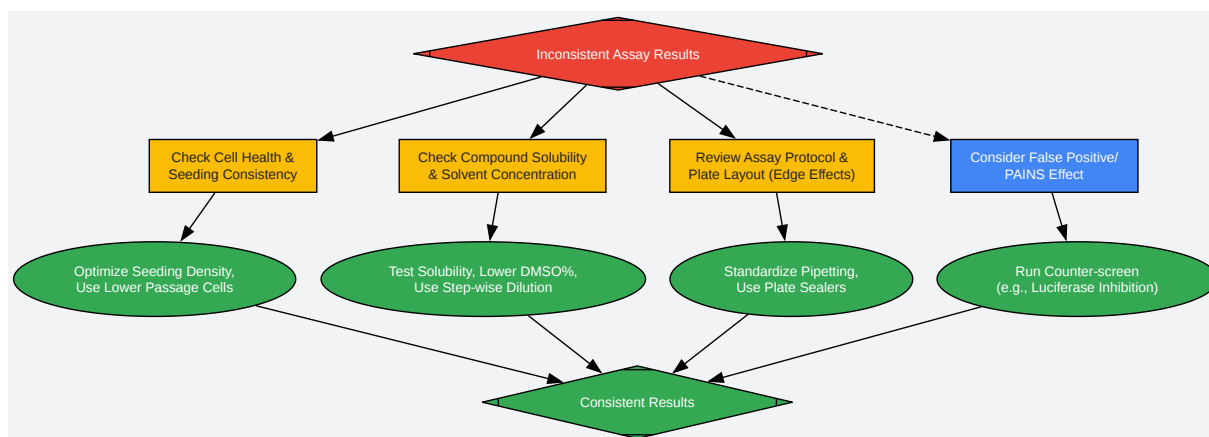 Inconsistent Assay Results
Check Cell Health &
Seeding Consistency
Check Compound Solubility
& Solvent Concentration
Review Assay Protocol &
Plate Layout (Edge Effects)
Consider False Positive/
PAINS Effect
Optimize Seeding Density,
Use Lower Passage Cells
Test Solubility, Lower DMSO%,
Use Step-wise Dilution
Standardize Pipetting,
Use Plate Sealers
Run Counter-screen
(e.g., Luciferase Inhibition)
Consistent Results